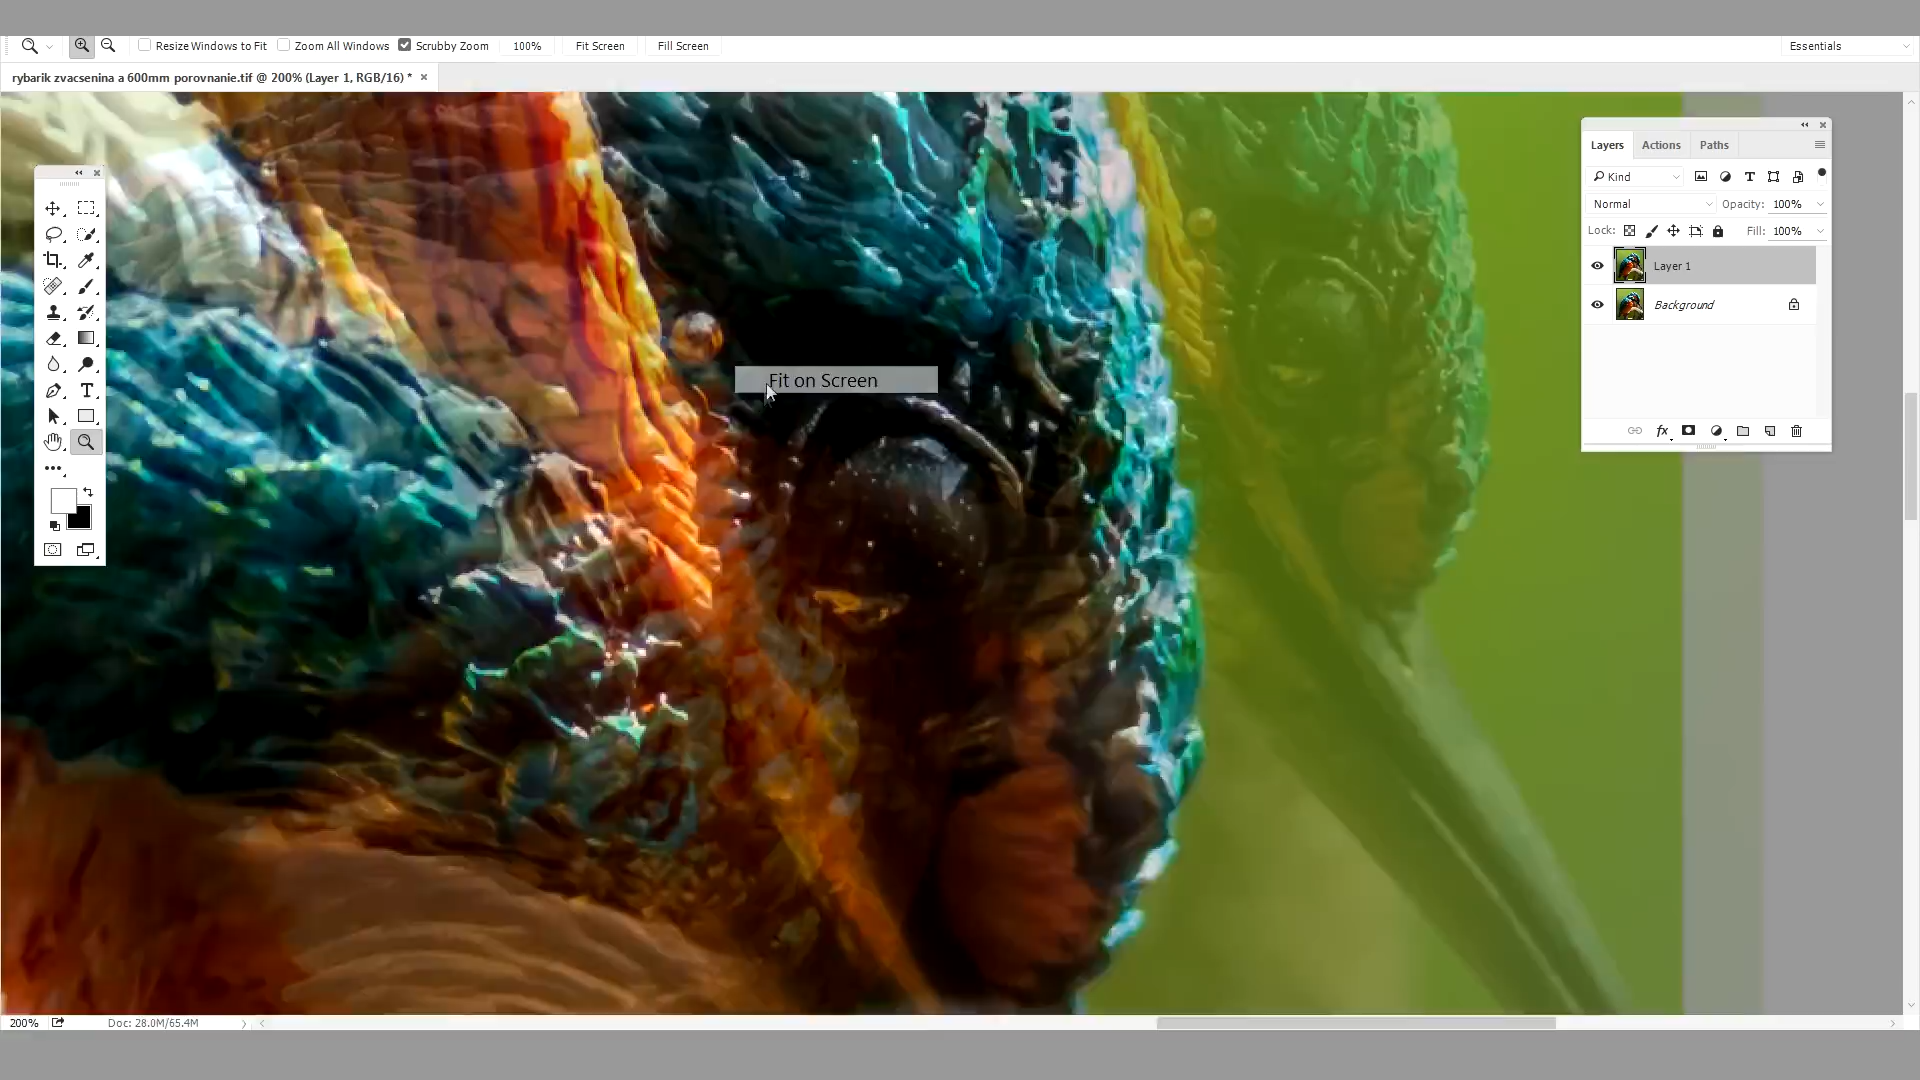 Resize Windows to Fit Zoom All Windows Scrubby Zoom 100% Fit Screen Fill Screen Essentials
rybarik zvacsenina a 600mm porovnanie.tif @ 200% (Layer 1, RGB/16) *
Layers Actions Paths
Kind
Normal Opacity: 100%
Lock: Fill: 100%
Layer 1
Background
Fit on Screen
200% Doc: 28.0M/65.4M